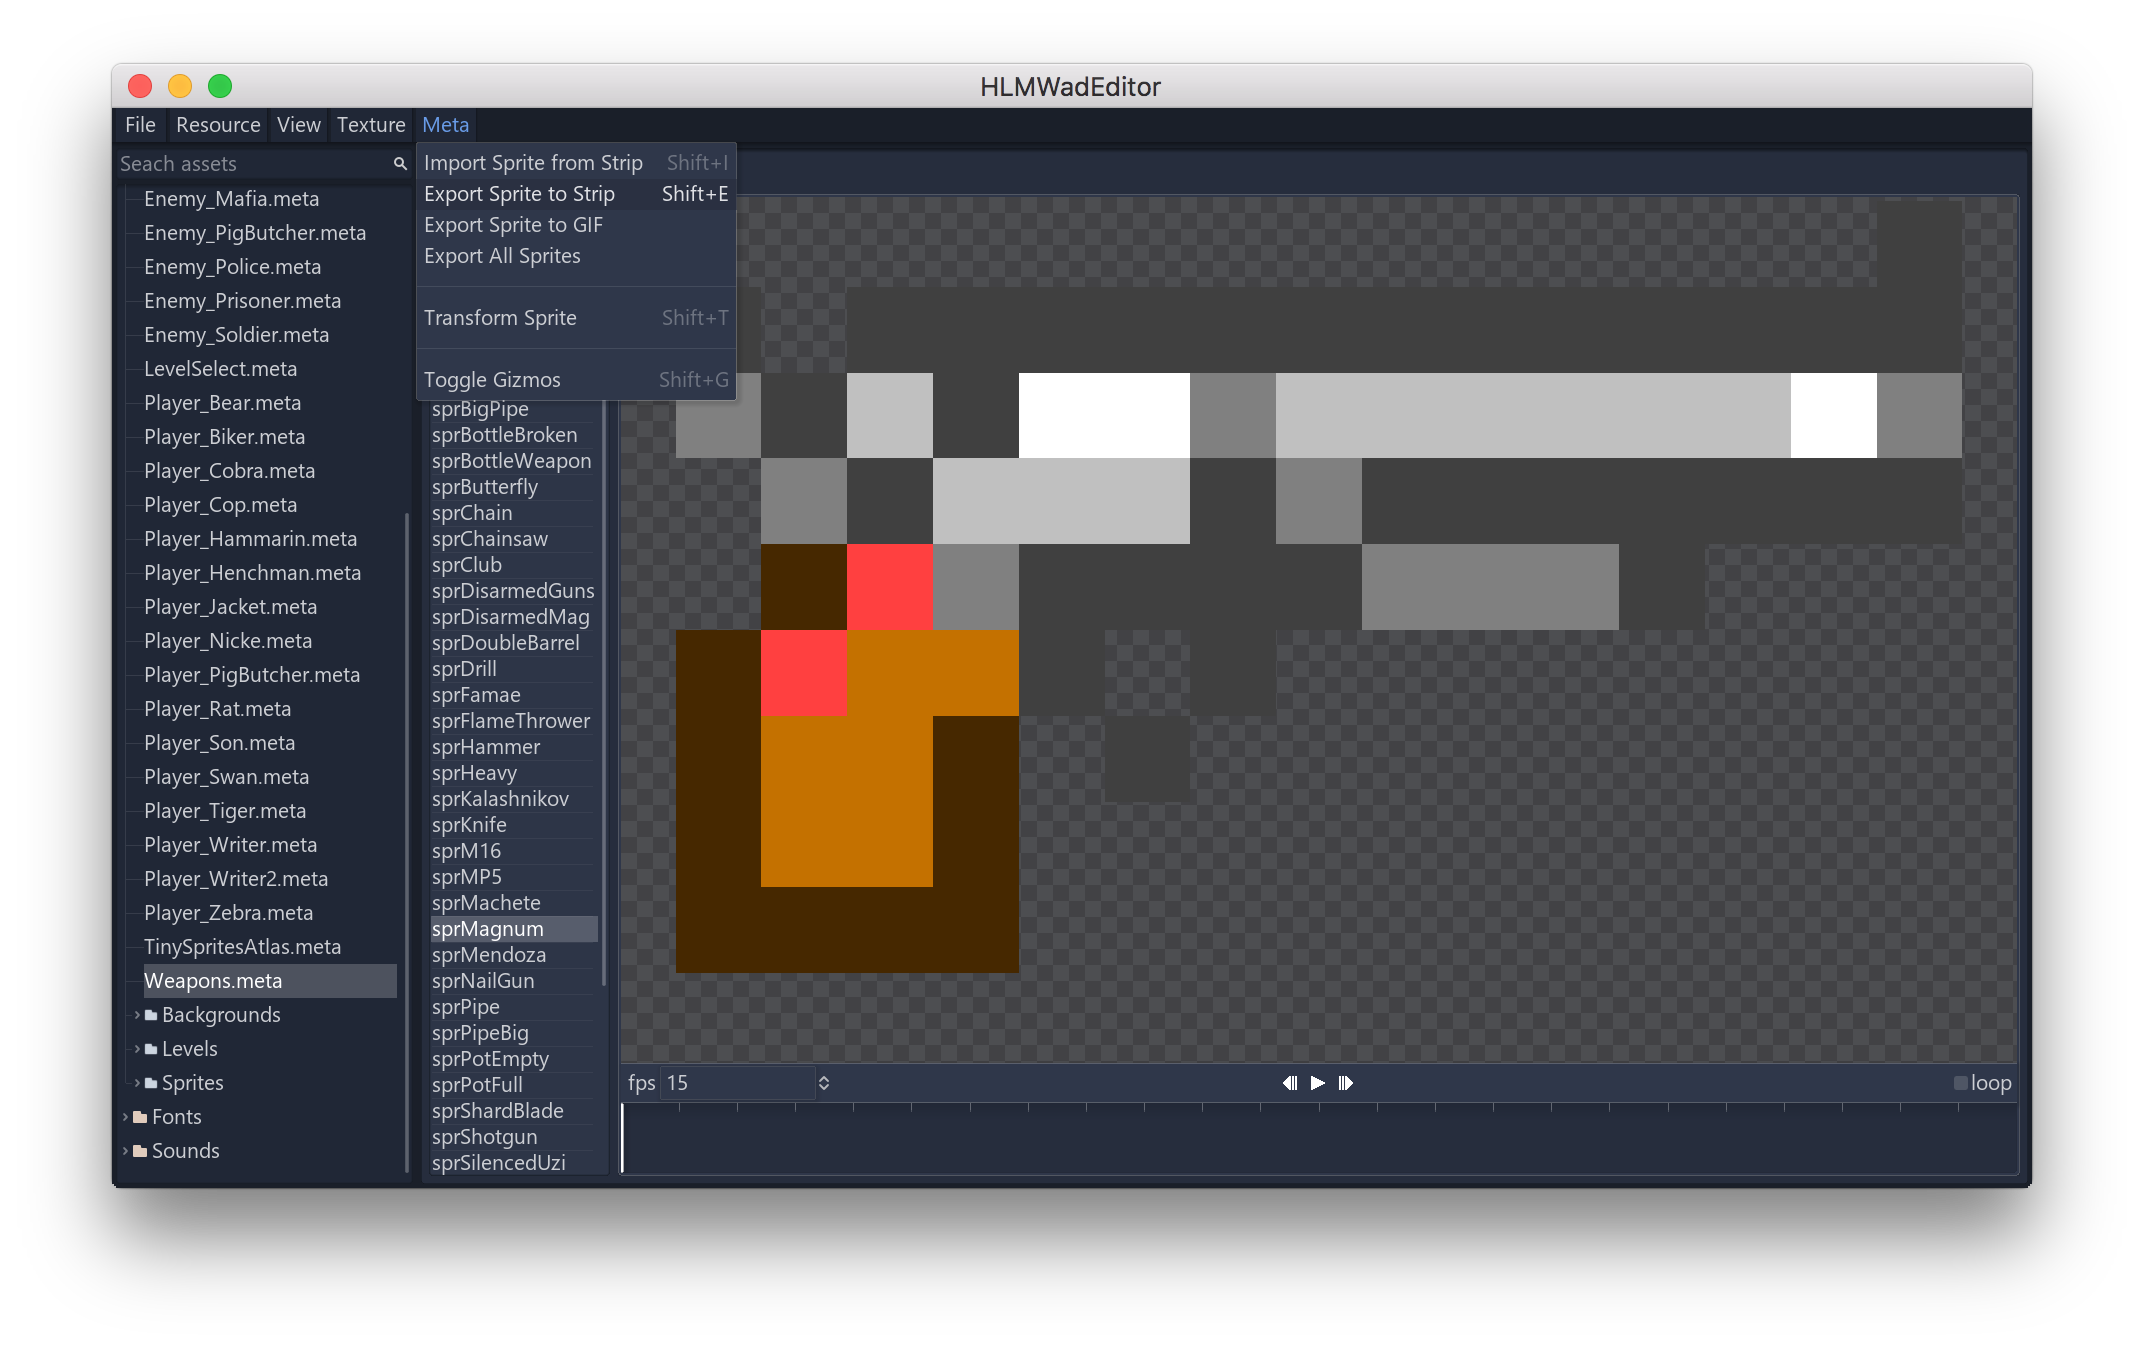 HLMWadEditor
File Resource View Texture Meta
Seach assets
Enemy_Mafia.meta
Enemy_PigButcher.meta
Enemy_Police.meta
Enemy_Prisoner.meta
Enemy_Soldier.meta
LevelSelect.meta
Player_Bear.meta
Player_Biker.meta
Player_Cobra.meta
Player_Cop.meta
Player_Hammarin.meta
Player_Henchman.meta
Player_Jacket.meta
Player_Nicke.meta
Player_PigButcher.meta
Player_Rat.meta
Player_Son.meta
Player_Swan.meta
Player_Tiger.meta
Player_Writer.meta
Player_Writer2.meta
Player_Zebra.meta
TinySpritesAtlas.meta
Weapons.meta
Backgrounds
Levels
Sprites
Fonts
Sounds
Import Sprite from Strip Shift+I
Export Sprite to Strip Shift+E
Export Sprite to GIF
Export All Sprites
Transform Sprite Shift+T
Toggle Gizmos Shift+G
sprBigPipe
sprBottleBroken
sprBottleWeapon
sprButterfly
sprChain
sprChainsaw
sprClub
sprDisarmedGuns
sprDisarmedMag
sprDoubleBarrel
sprDrill
sprFamae
sprFlameThrower
sprHammer
sprHeavy
sprKalashnikov
sprKnife
sprM16
sprMP5
sprMachete
sprMagnum
sprMendoza
sprNailGun
sprPipe
sprPipeBig
sprPotEmpty
sprPotFull
sprShardBlade
sprShotgun
sprSilencedUzi
fps 15
loop